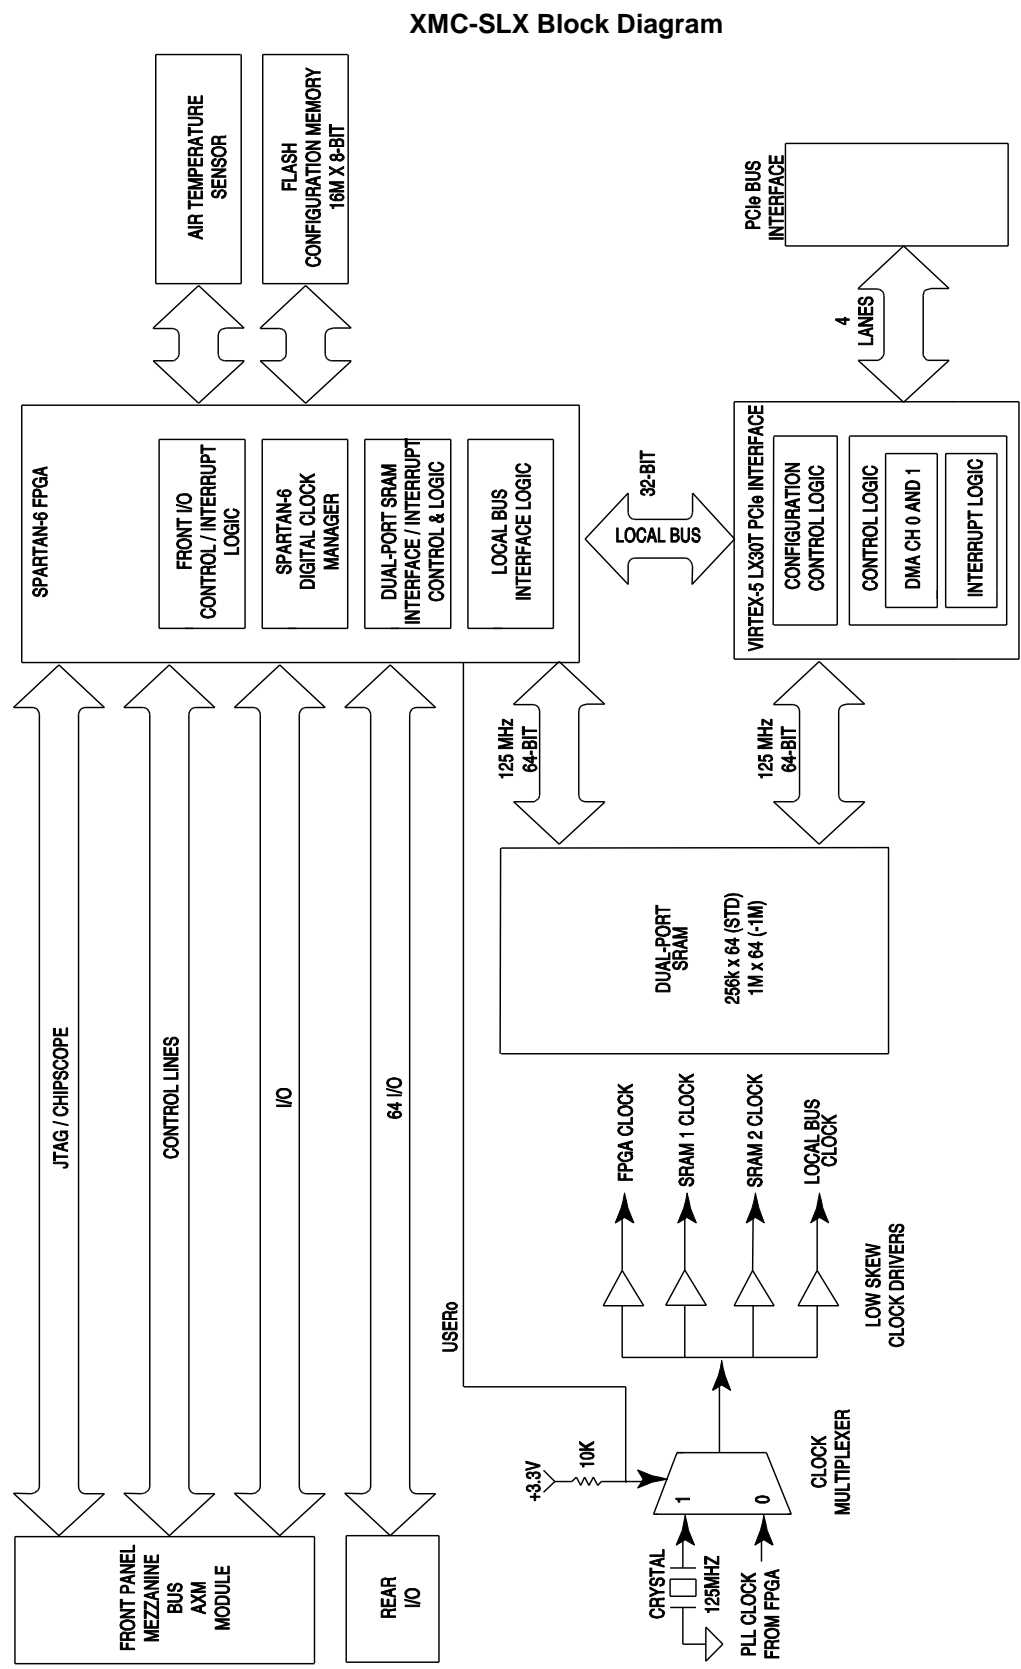 XMC-SLX Block Diagram
AIR TEMPERATURE
SENSOR
FLASH
CONFIGURATION MEMORY
16M X 8-BIT
PCIe BUS
INTERFACE
4
LANES
SPARTAN-6 FPGA
FRONT I/O
CONTROL / INTERRUPT
LOGIC
SPARTAN-6
DIGITAL CLOCK
MANAGER
DUAL-PORT SRAM
INTERFACE / INTERRUPT
CONTROL & LOGIC
LOCAL BUS
INTERFACE LOGIC
32-BIT
LOCAL BUS
VIRTEX-5 LX30T PCIe INTERFACE
CONFIGURATION
CONTROL LOGIC
CONTROL LOGIC
DMA CH 0 AND 1
INTERRUPT LOGIC
125 MHz
64-BIT
125 MHz
64-BIT
DUAL-PORT
SRAM
256k x 64 (STD)
1M x 64 (-1M)
JTAG / CHIPSCOPE
CONTROL LINES
I/O
64 I/O
USERo
FPGA CLOCK
SRAM 1 CLOCK
SRAM 2 CLOCK
LOCAL BUS
CLOCK
LOW SKEW
CLOCK DRIVERS
+3.3V
10K
1
0
CLOCK
MULTIPLEXER
CRYSTAL
125MHZ
PLL CLOCK
FROM FPGA
FRONT PANEL
MEZZANINE
BUS
AXM
MODULE
REAR
I/O